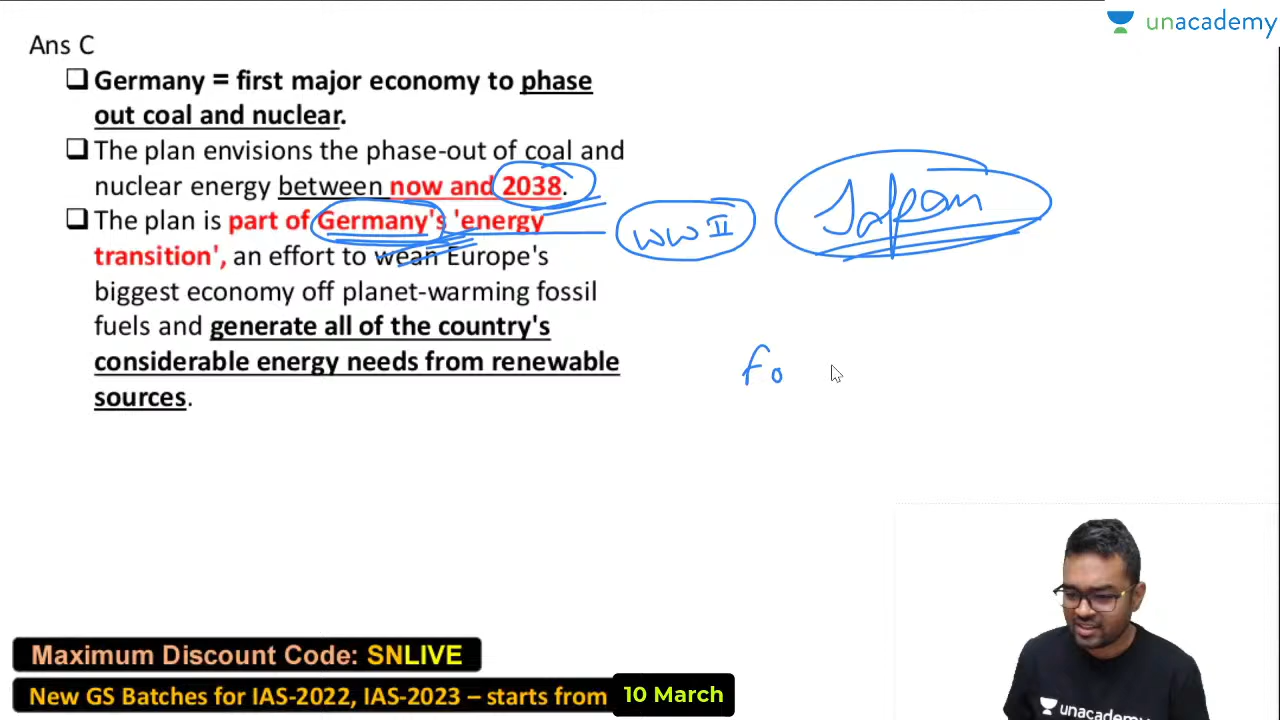 unacademy
Ans C
Germany = first major economy to phase
out coal and nuclear.
The plan envisions the phase-out of coal and
nuclear energy between now and 2038.
The plan is part of Germany's 'energy
transition', an effort to wean Europe's
biggest economy off planet-warming fossil
fuels and generate all of the country's
considerable energy needs from renewable
sources.
WW II
Japan
fo
Maximum Discount Code: SNLIVE
New GS Batches for IAS-2022, IAS-2023 – starts from 10 March
unacademy